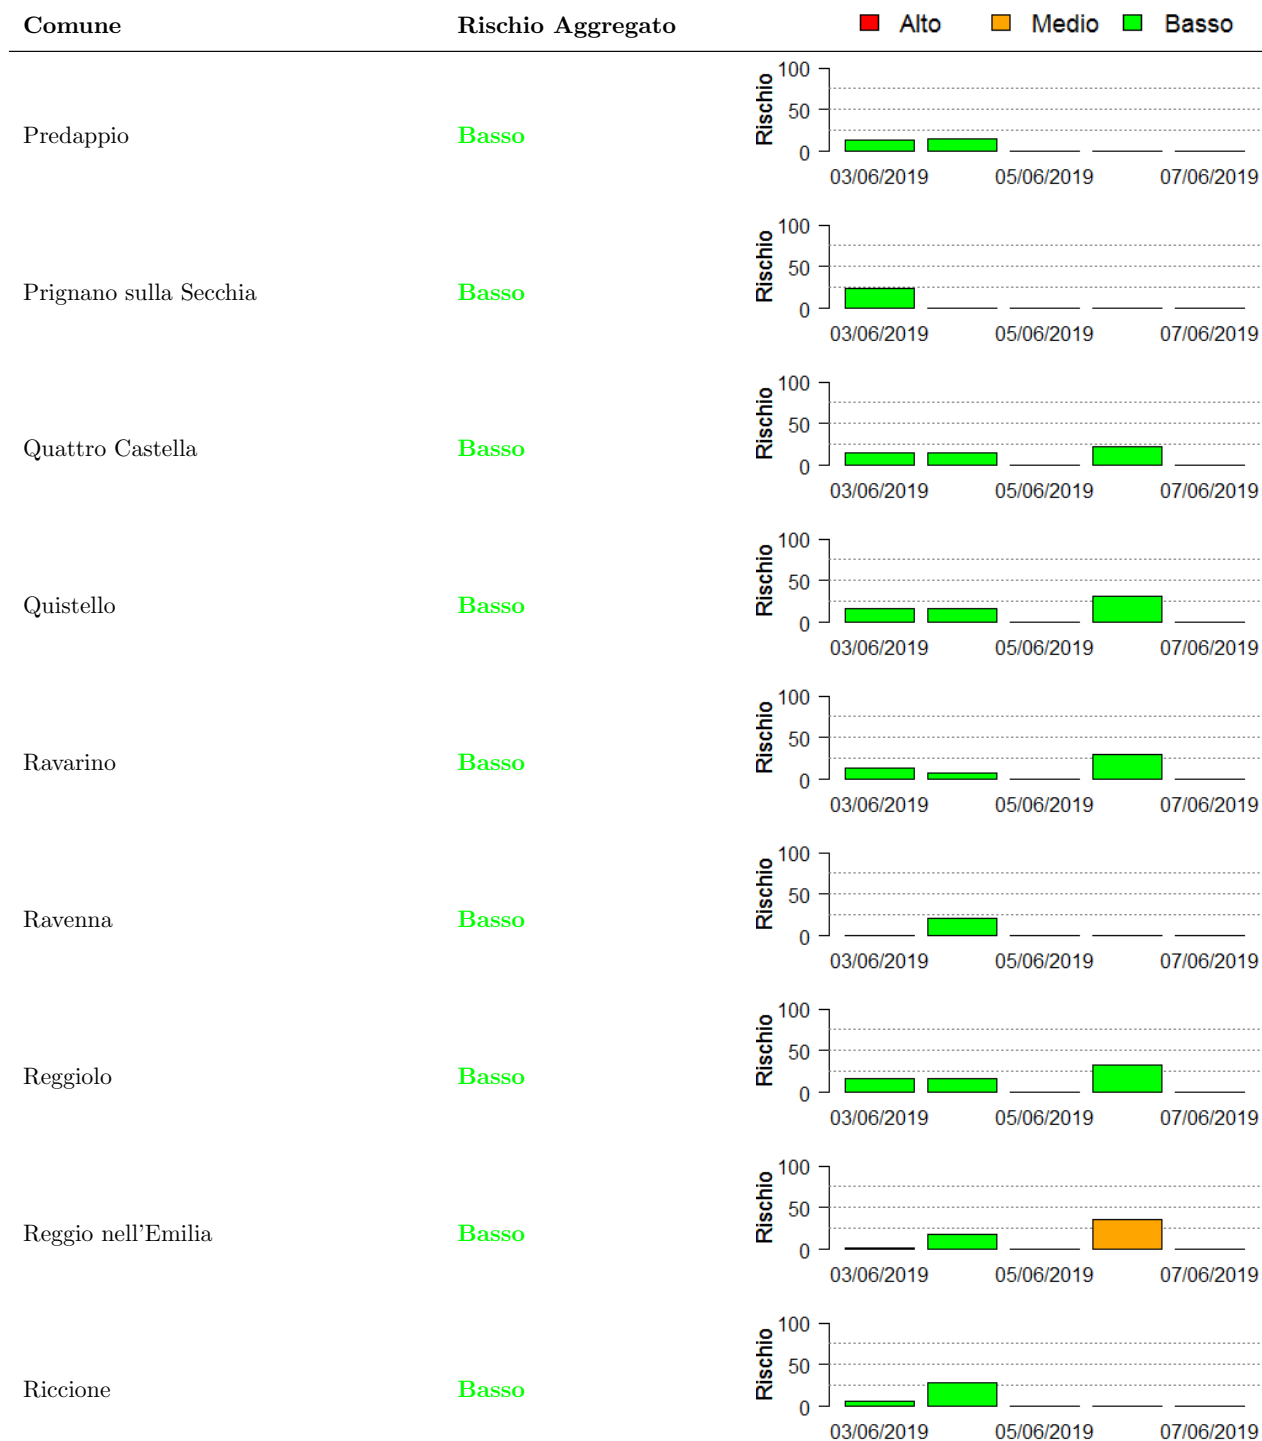 Comune Rischio Aggregato Alto Medio Basso
100
50
0
Rischio
Predappio Basso
03/06/2019 05/06/2019 07/06/2019
100
50
0
Rischio
Prignano sulla Secchia Basso
03/06/2019 05/06/2019 07/06/2019
100
50
0
Rischio
Quattro Castella Basso
03/06/2019 05/06/2019 07/06/2019
100
50
0
Rischio
Quistello Basso
03/06/2019 05/06/2019 07/06/2019
100
50
0
Rischio
Ravarino Basso
03/06/2019 05/06/2019 07/06/2019
100
50
0
Rischio
Ravenna Basso
03/06/2019 05/06/2019 07/06/2019
100
50
0
Rischio
Reggiolo Basso
03/06/2019 05/06/2019 07/06/2019
100
50
0
Rischio
Reggio nell'Emilia Basso
03/06/2019 05/06/2019 07/06/2019
100
50
0
Rischio
Riccione Basso
03/06/2019 05/06/2019 07/06/2019